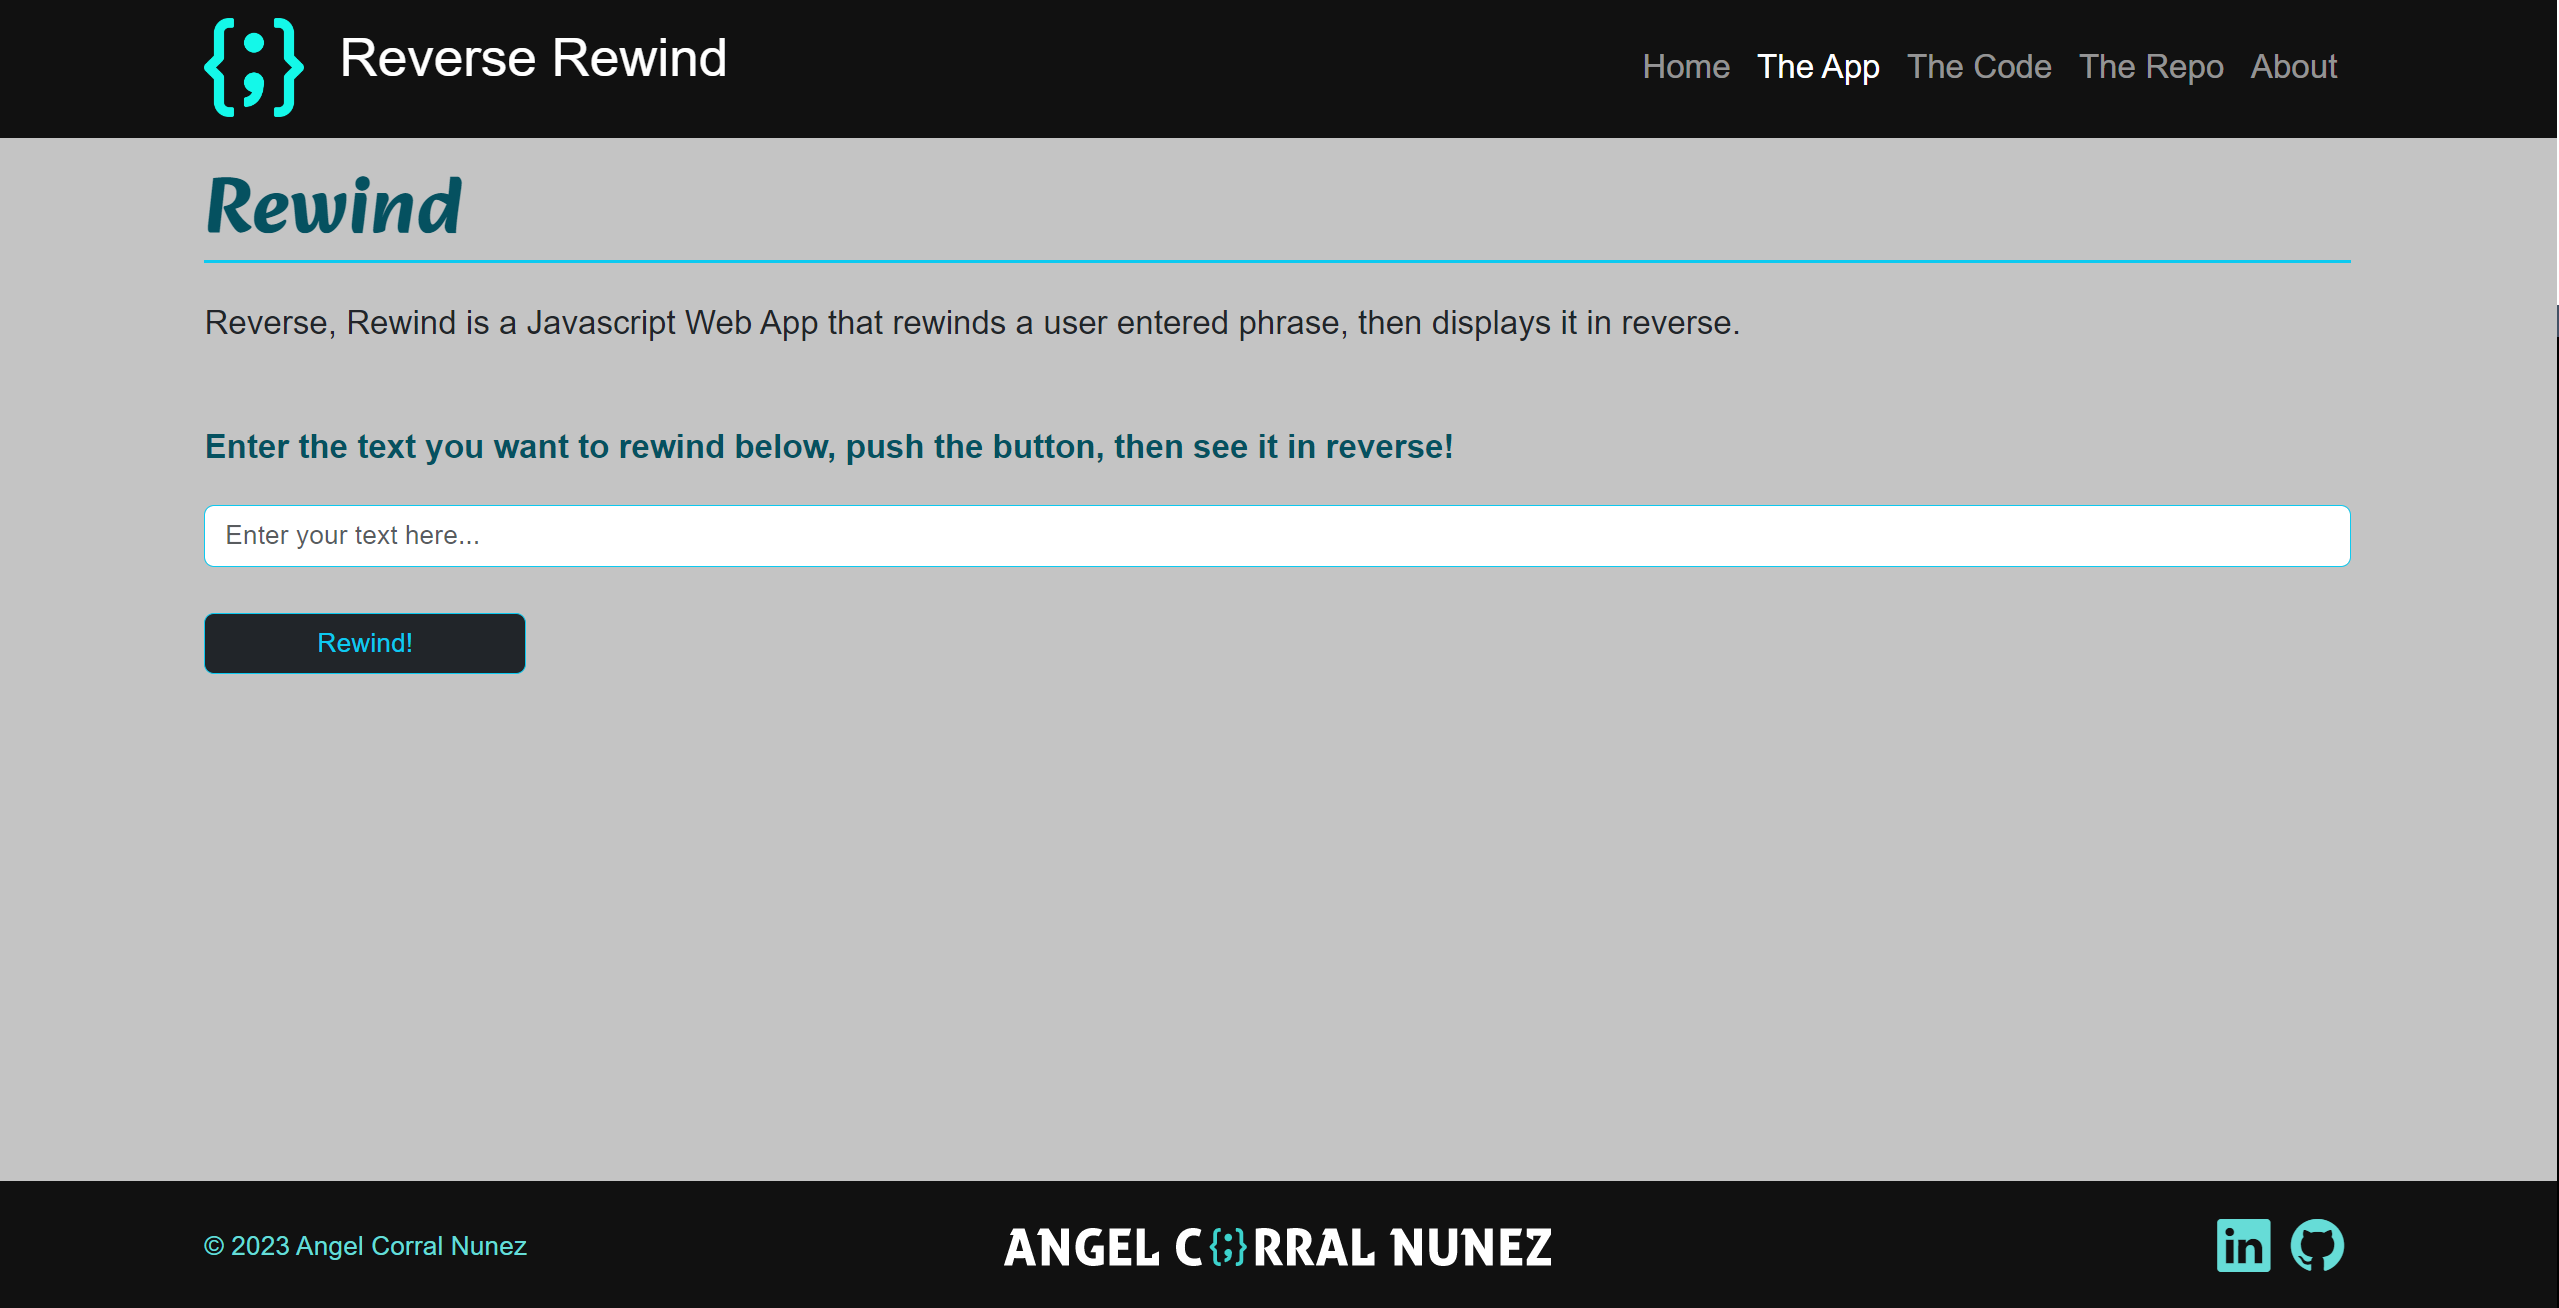 Reverse Rewind
Home The App The Code The Repo About
Rewind
Reverse, Rewind is a Javascript Web App that rewinds a user entered phrase, then displays it in reverse.
Enter the text you want to rewind below, push the button, then see it in reverse!
Enter your text here...
Rewind!
© 2023 Angel Corral Nunez
ANGEL C{;}RRAL NUNEZ
in